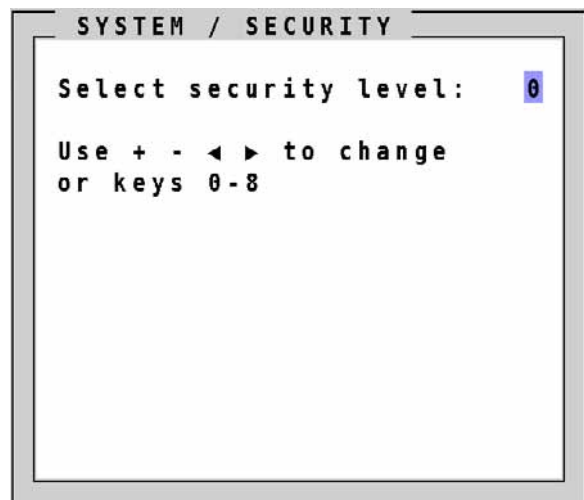 SYSTEM / SECURITY
Select security level: 0
Use + - ◄ ► to change
or keys 0-8